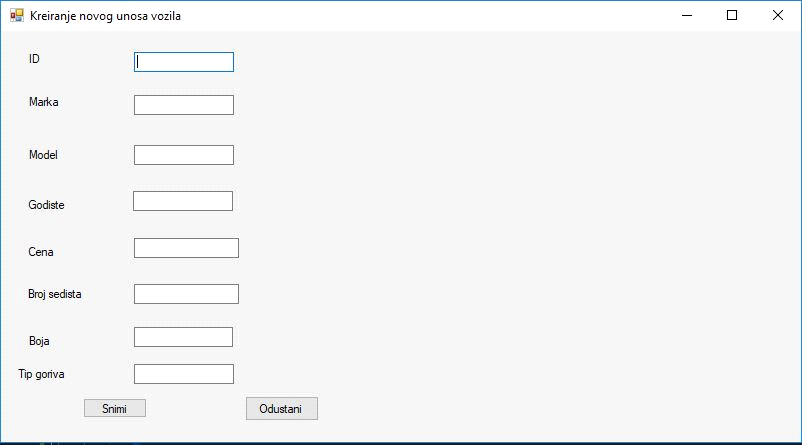 Kreiranje novog unosa vozila
ID
Marka
Model
Godiste
Cena
Broj sedista
Boja
Tip goriva
Snimi Odustani